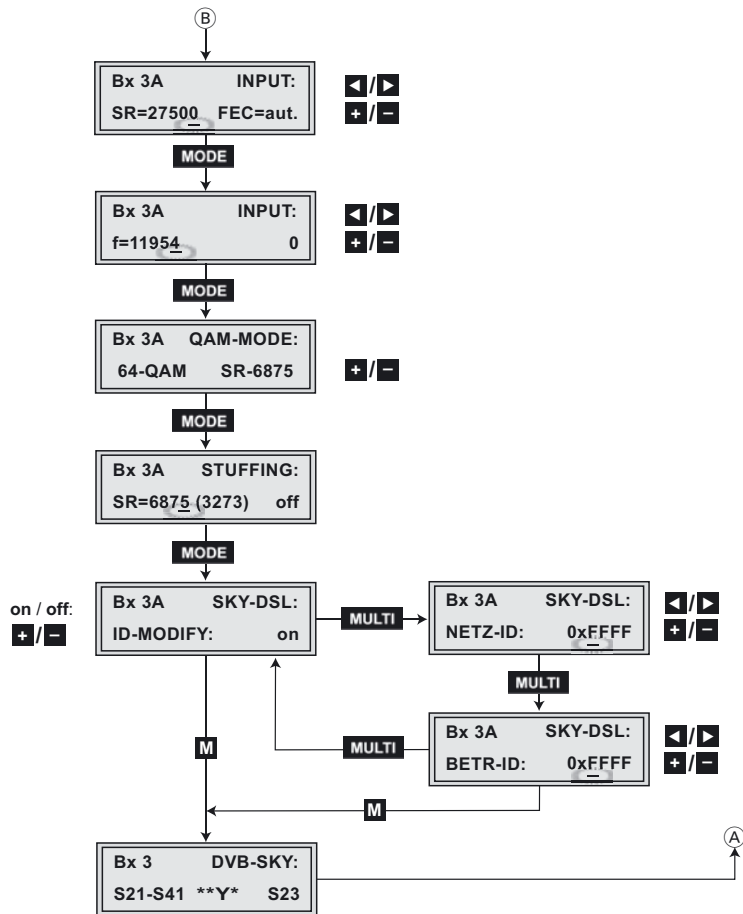 B
Bx 3A INPUT:
SR=27500 FEC=aut.
◄/►
+/−
MODE
Bx 3A INPUT:
f=11954 0
◄/►
+/−
MODE
Bx 3A QAM-MODE:
64-QAM SR-6875
+/−
MODE
Bx 3A STUFFING:
SR=6875 (3273) off
MODE
on / off:
+/−
Bx 3A SKY-DSL:
ID-MODIFY: on
MULTI
Bx 3A SKY-DSL:
NETZ-ID: 0xFFFF
◄/►
+/−
MULTI
Bx 3A SKY-DSL:
BETR-ID: 0xFFFF
◄/►
+/−
MULTI
M
M
Bx 3 DVB-SKY:
S21-S41 **Y* S23
A